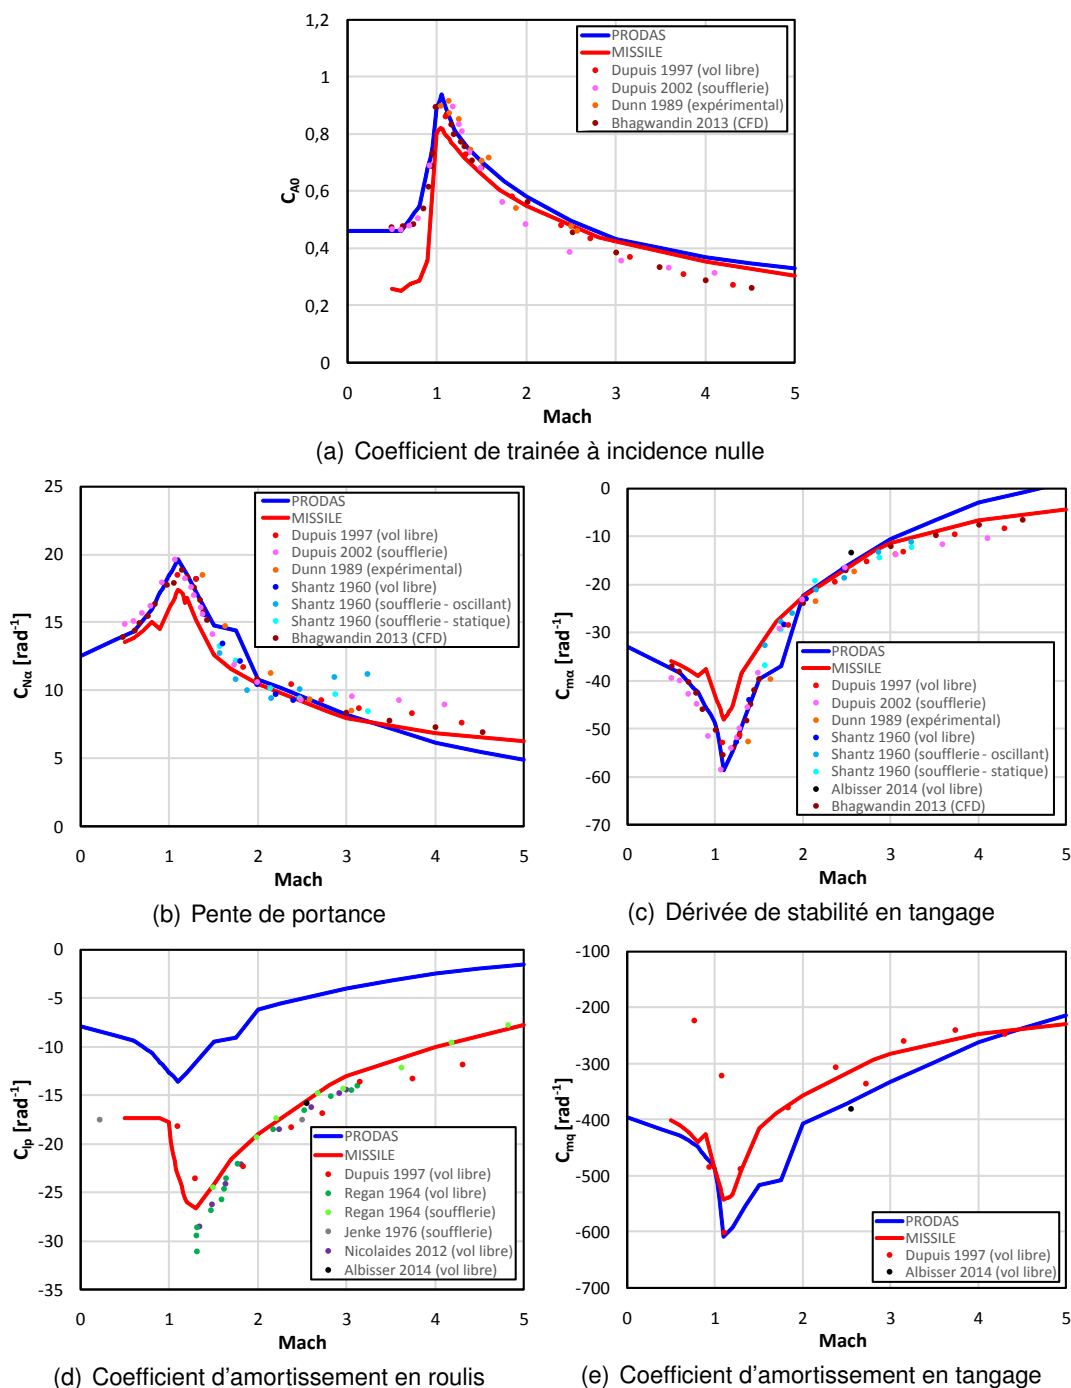 1,2
1
0,8
0,6
0,4
0,2
0
C_A0
PRODAS
MISSILE
Dupuis 1997 (vol libre)
Dupuis 2002 (soufflerie)
Dunn 1989 (expérimental)
Bhagwandin 2013 (CFD)
0 1 2 3 4 5
Mach
(a) Coefficient de trainée à incidence nulle
25
20
15
10
5
0
C_Nα [rad⁻¹]
PRODAS
MISSILE
Dupuis 1997 (vol libre)
Dupuis 2002 (soufflerie)
Dunn 1989 (expérimental)
Shantz 1960 (vol libre)
Shantz 1960 (soufflerie - oscillant)
Shantz 1960 (soufflerie - statique)
Bhagwandin 2013 (CFD)
0 1 2 3 4 5
Mach
(b) Pente de portance
0
-10
-20
-30
-40
-50
-60
-70
C_mα [rad⁻¹]
PRODAS
MISSILE
Dupuis 1997 (vol libre)
Dupuis 2002 (soufflerie)
Dunn 1989 (expérimental)
Shantz 1960 (vol libre)
Shantz 1960 (soufflerie - oscillant)
Shantz 1960 (soufflerie - statique)
Albisser 2014 (vol libre)
Bhagwandin 2013 (CFD)
0 1 2 3 4 5
Mach
(c) Dérivée de stabilité en tangage
0
-5
-10
-15
-20
-25
-30
-35
C_lp [rad⁻¹]
PRODAS
MISSILE
Dupuis 1997 (vol libre)
Regan 1964 (vol libre)
Regan 1964 (soufflerie)
Jenke 1976 (soufflerie)
Nicolaides 2012 (vol libre)
Albisser 2014 (vol libre)
0 1 2 3 4 5
Mach
(d) Coefficient d'amortissement en roulis
-100
-200
-300
-400
-500
-600
-700
C_mq [rad⁻¹]
PRODAS
MISSILE
Dupuis 1997 (vol libre)
Albisser 2014 (vol libre)
0 1 2 3 4 5
Mach
(e) Coefficient d'amortissement en tangage